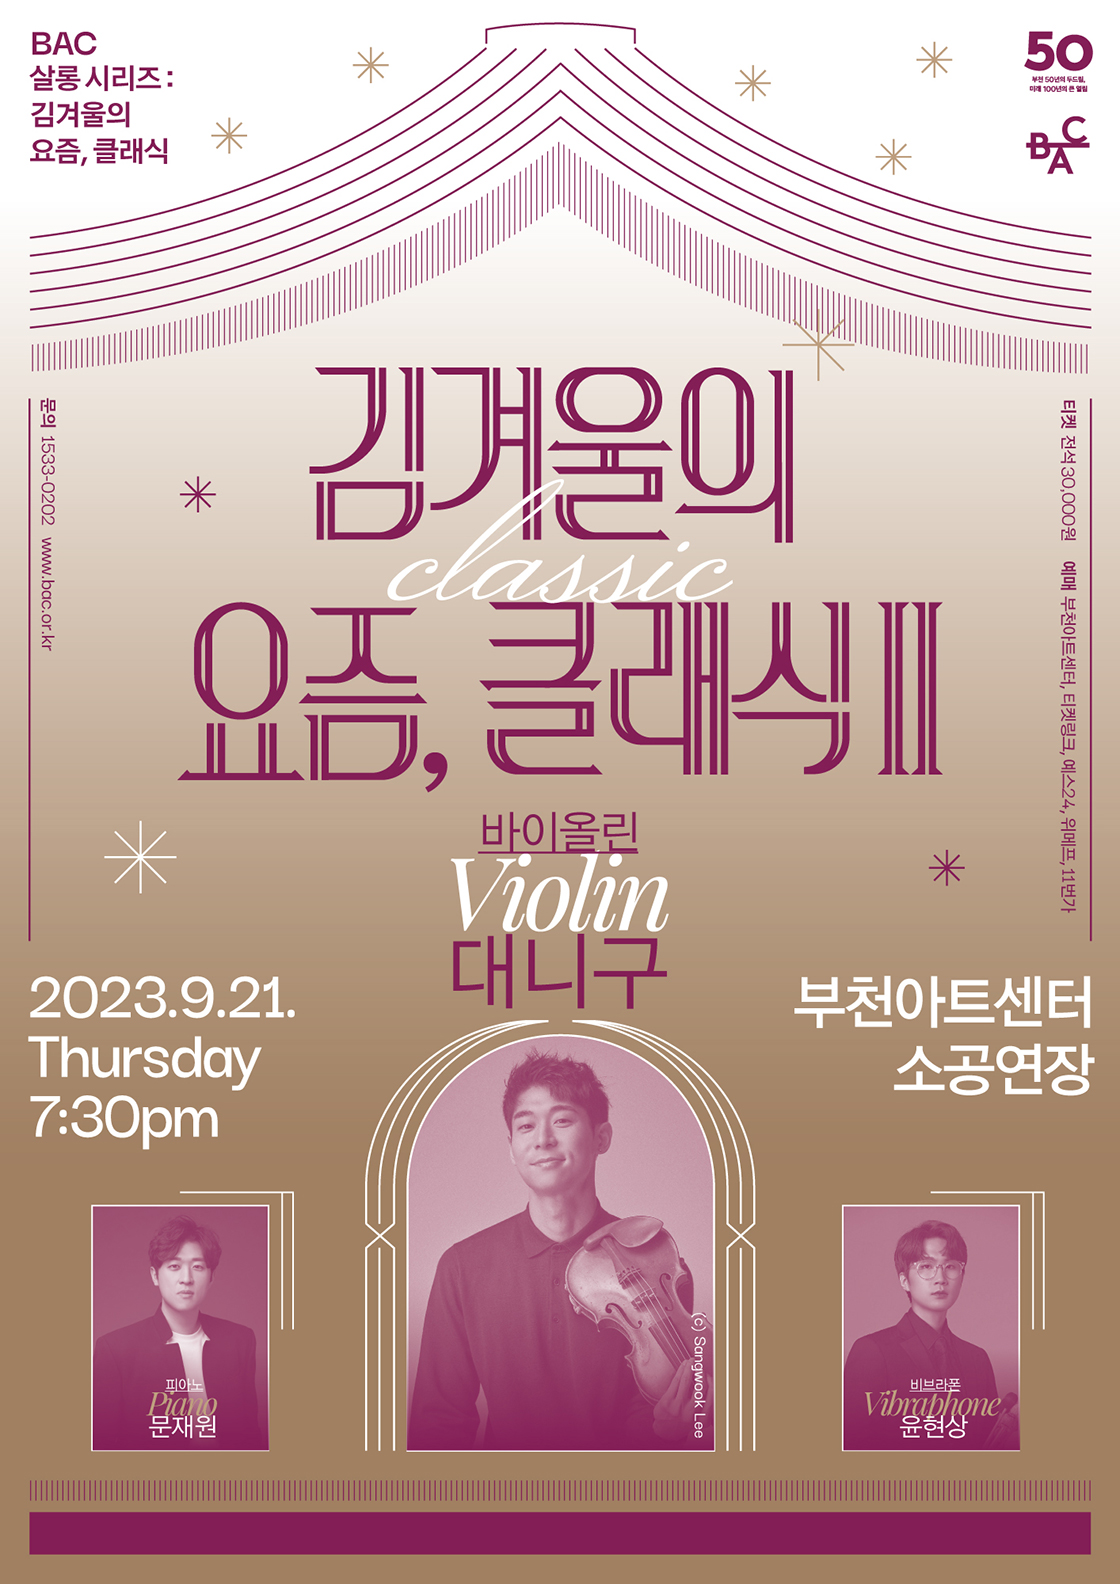 BAC
살롱 시리즈 :
김겨울의
요즘, 클래식
50
부천 50년의 두드림,
미래 100년의 큰 열림
BAC
김겨울의
classic
요즘, 클래식 II
문의 1533-0202 www.bac.or.kr
티켓 전석 30,000원 예매 부천아트센터, 티켓링크, 예스24, 위메프, 11번가
바이올린
Violin
대니구
2023.9.21.
Thursday
7:30pm
부천아트센터
소공연장
피아노
Piano
문재원
(c) Sangwook Lee
비브라폰
Vibraphone
윤현상